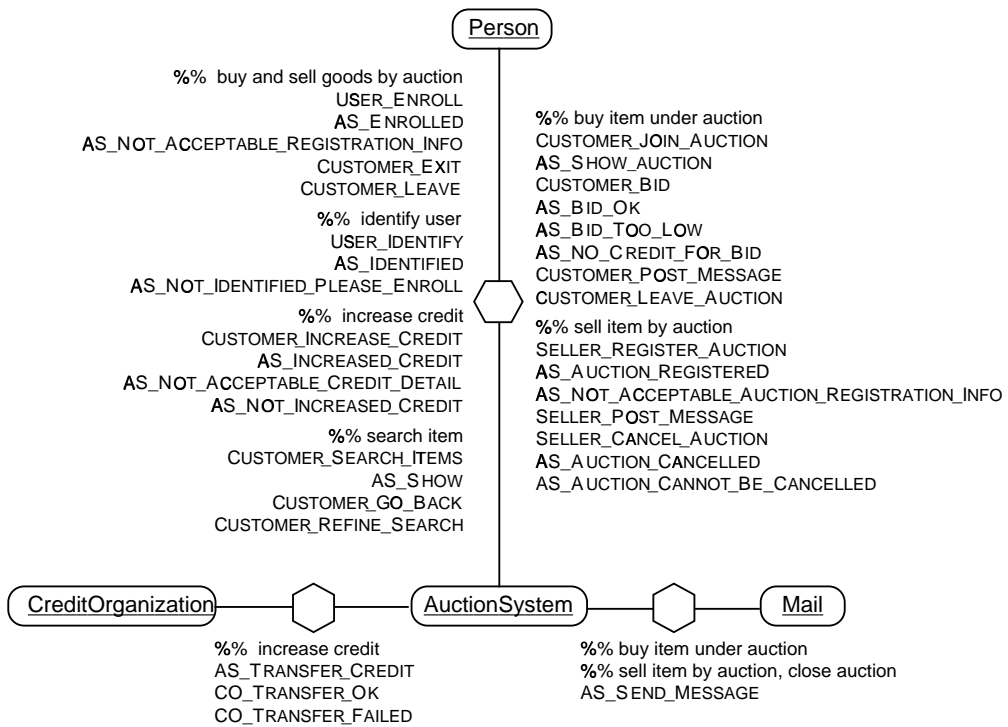 Person
%% buy and sell goods by auction
USER_ENROLL
AS_ENROLLED
AS_NOT_ACCEPTABLE_REGISTRATION_INFO
CUSTOMER_EXIT
CUSTOMER_LEAVE
%% identify user
USER_IDENTIFY
AS_IDENTIFIED
AS_NOT_IDENTIFIED_PLEASE_ENROLL
%% increase credit
CUSTOMER_INCREASE_CREDIT
AS_INCREASED_CREDIT
AS_NOT_ACCEPTABLE_CREDIT_DETAIL
AS_NOT_INCREASED_CREDIT
%% search item
CUSTOMER_SEARCH_ITEMS
AS_SHOW
CUSTOMER_GO_BACK
CUSTOMER_REFINE_SEARCH
%% buy item under auction
CUSTOMER_JOIN_AUCTION
AS_SHOW_AUCTION
CUSTOMER_BID
AS_BID_OK
AS_BID_TOO_LOW
AS_NO_CREDIT_FOR_BID
CUSTOMER_POST_MESSAGE
CUSTOMER_LEAVE_AUCTION
%% sell item by auction
SELLER_REGISTER_AUCTION
AS_AUCTION_REGISTERED
AS_NOT_ACCEPTABLE_AUCTION_REGISTRATION_INFO
SELLER_POST_MESSAGE
SELLER_CANCEL_AUCTION
AS_AUCTION_CANCELLED
AS_AUCTION_CANNOT_BE_CANCELLED
CreditOrganization
AuctionSystem
Mail
%% increase credit
AS_TRANSFER_CREDIT
CO_TRANSFER_OK
CO_TRANSFER_FAILED
%% buy item under auction
%% sell item by auction, close auction
AS_SEND_MESSAGE